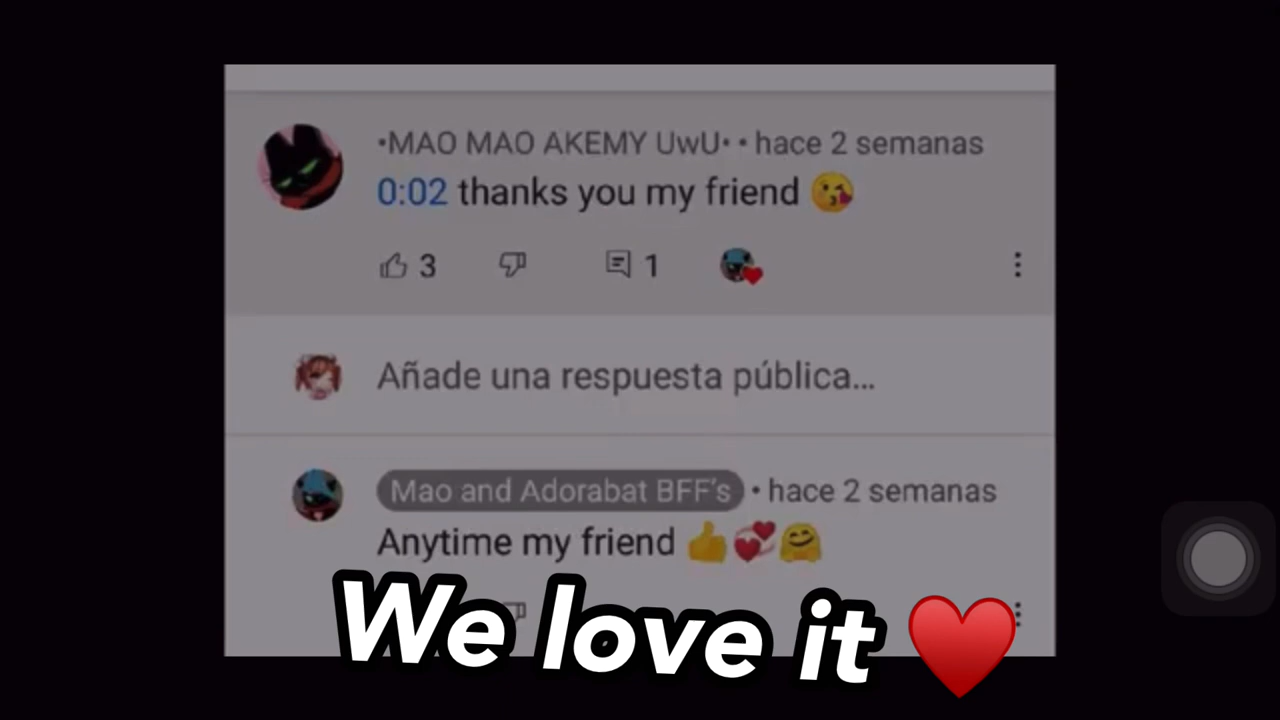 •MAO MAO AKEMY UwU• • hace 2 semanas
0:02 thanks you my friend 😘
3 1
Añade una respuesta pública...
Mao and Adorabat BFF's • hace 2 semanas
Anytime my friend 👍💞🤗
We love it ♥️